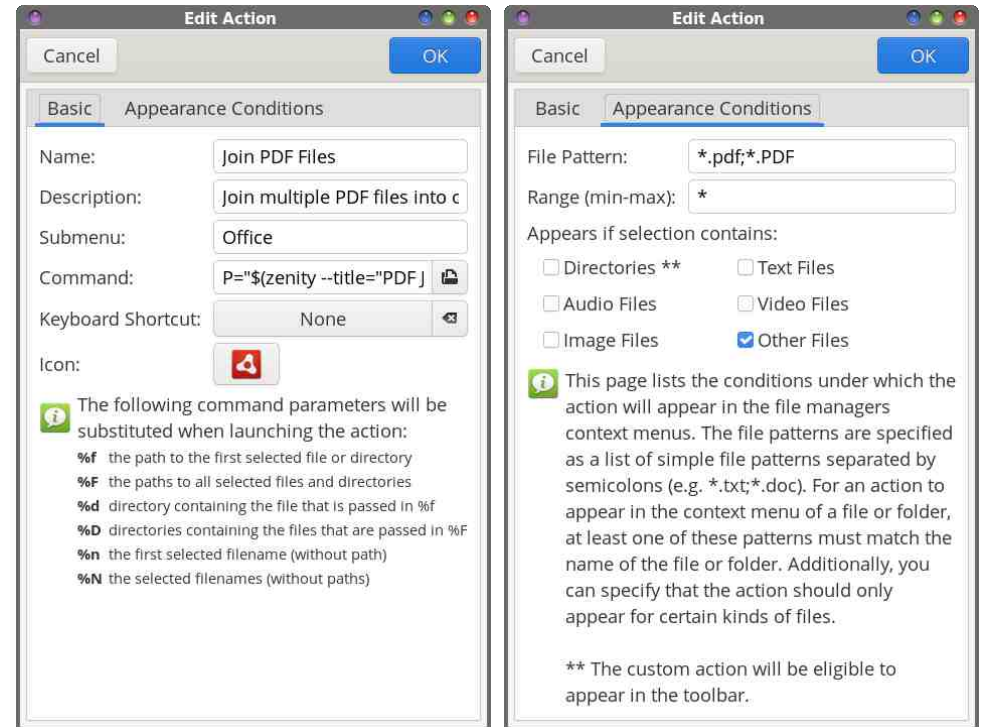 Edit Action
Cancel
OK
Basic
Appearance Conditions
Name:
Join PDF Files
Description:
Join multiple PDF files into
Submenu:
Office
Command:
P="$(zenity --title="PDF J
Keyboard Shortcut:
None
Icon:
The following command parameters will be
substituted when launching the action:
%f the path to the first selected file or directory
%F the paths to all selected files and directories
%d directory containing the file that is passed in %f
%D directories containing the files that are passed in %F
%n the first selected filename (without path)
%N the selected filenames (without paths)
Edit Action
Cancel
OK
Basic
Appearance Conditions
File Pattern:
*.pdf;*.PDF
Range (min-max):
*
Appears if selection contains:
Directories **
Text Files
Audio Files
Video Files
Image Files
Other Files
This page lists the conditions under which the
action will appear in the file managers
context menus. The file patterns are specified
as a list of simple file patterns separated by
semicolons (e.g. *.txt;*.doc). For an action to
appear in the context menu of a file or folder,
at least one of these patterns must match the
name of the file or folder. Additionally, you
can specify that the action should only
appear for certain kinds of files.
** The custom action will be eligible to
appear in the toolbar.